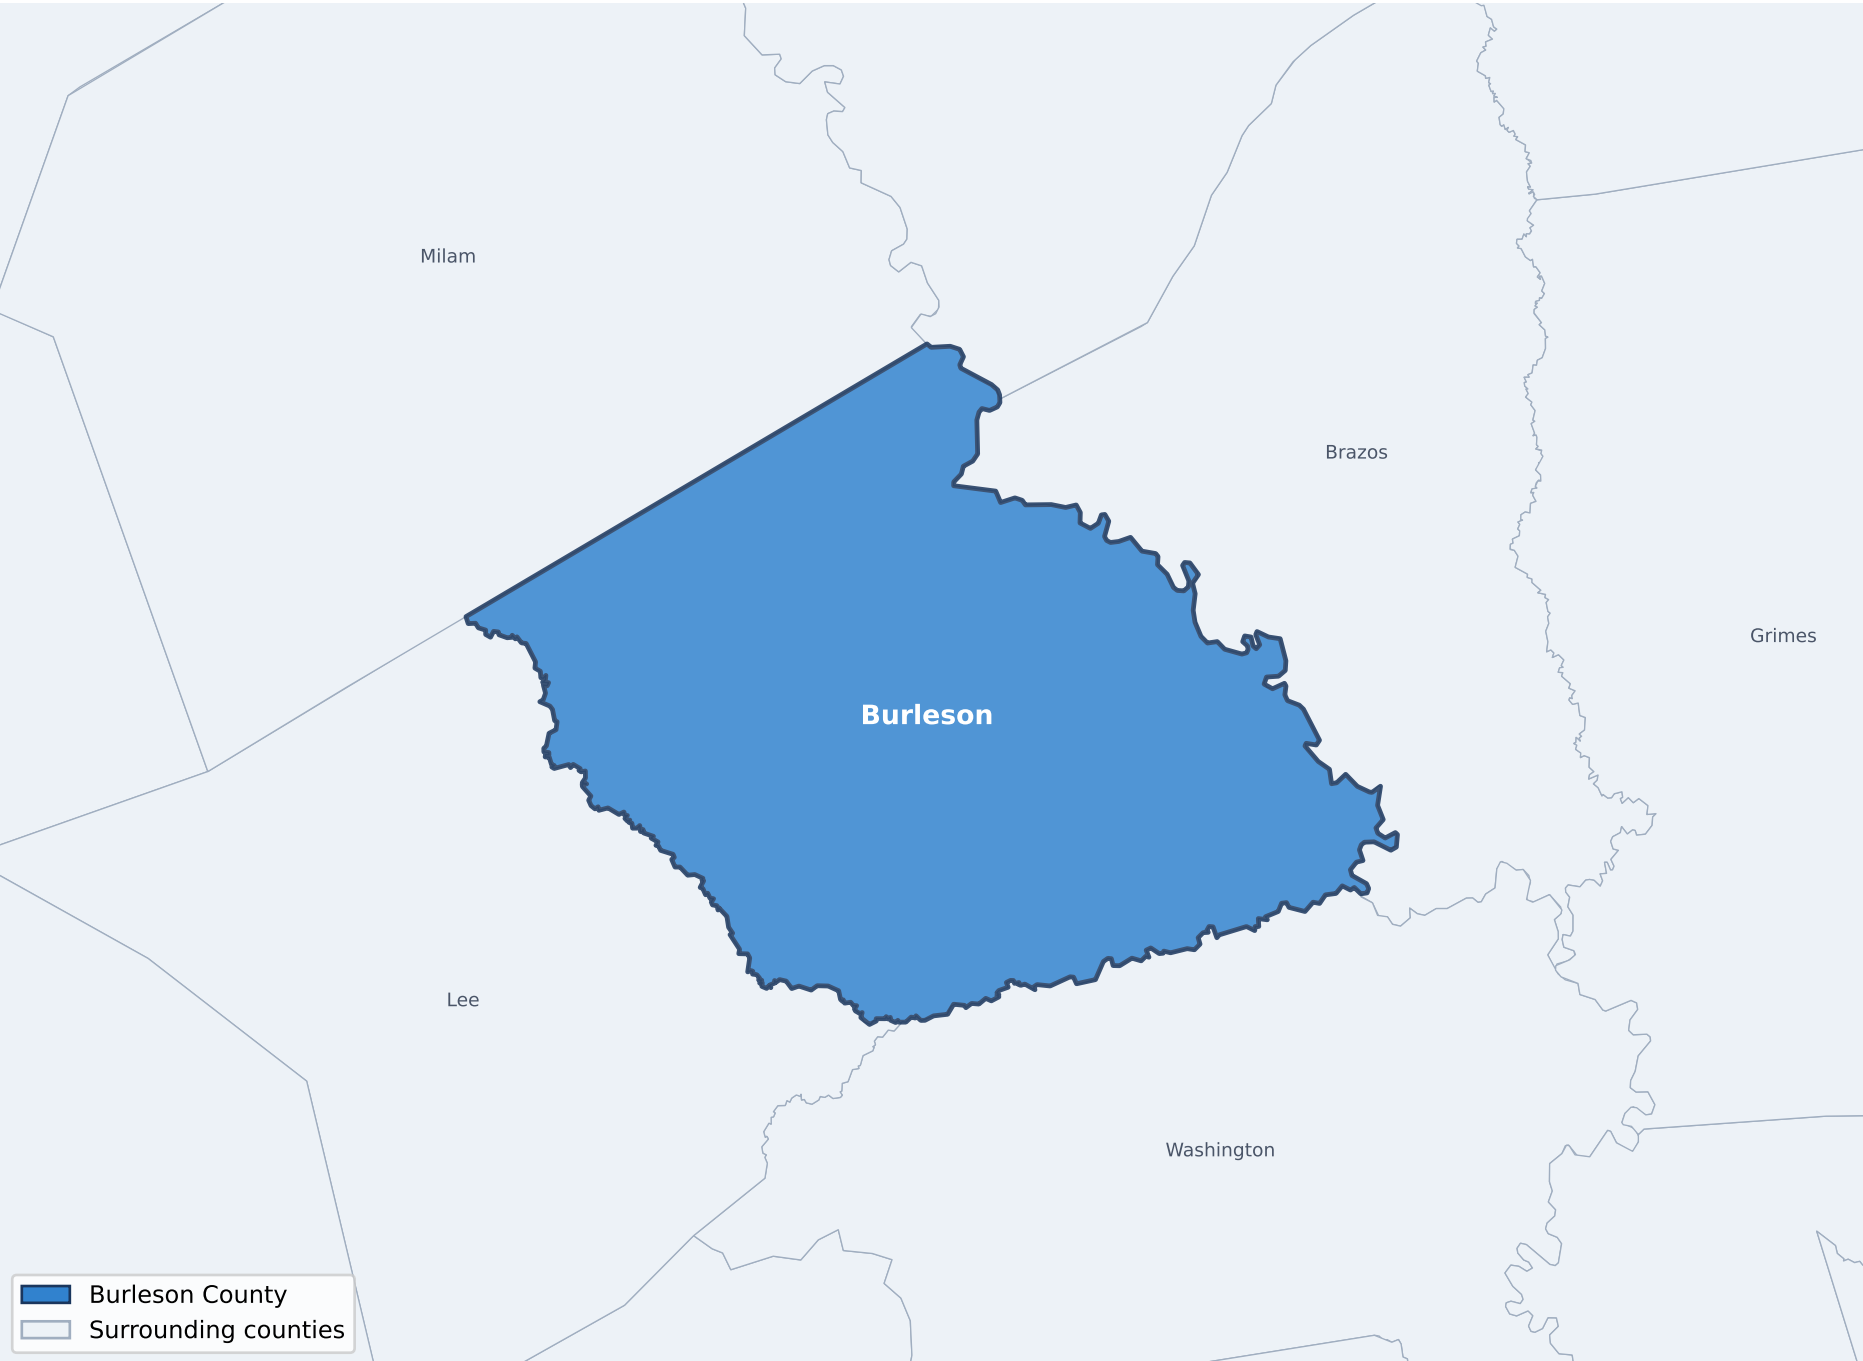 Milam
Brazos
Grimes
Burleson
Lee
Washington
Burleson County
Surrounding counties